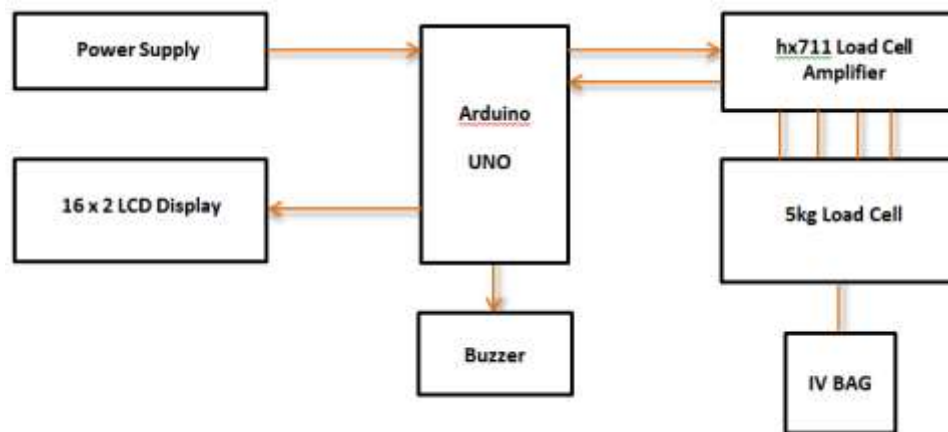 Power Supply
Arduino
UNO
hx711 Load Cell
Amplifier
16 x 2 LCD Display
5kg Load Cell
Buzzer
IV BAG